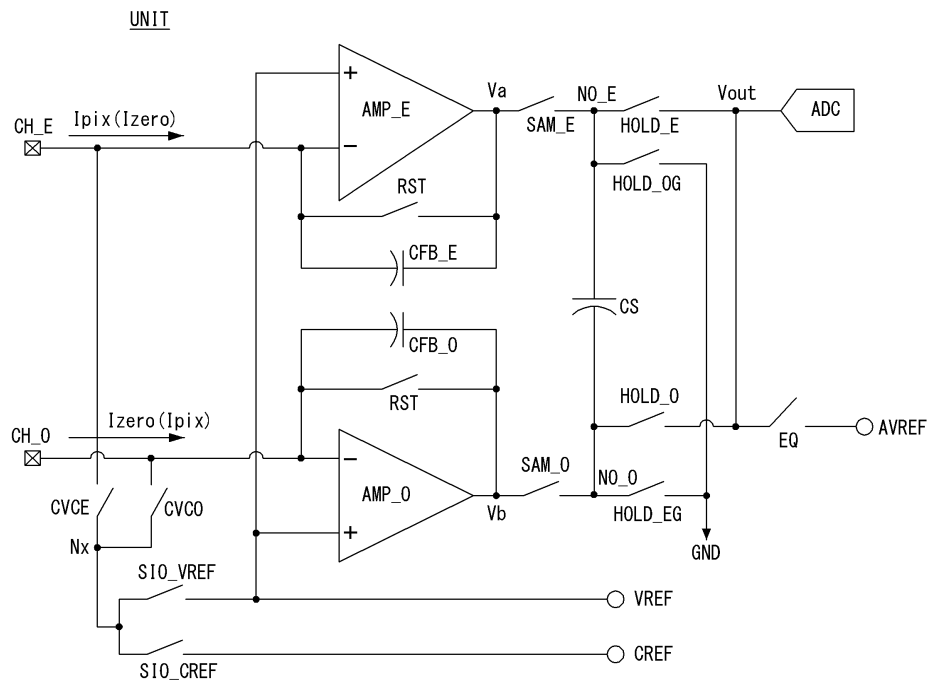 UNIT
Va
NO_E
Vout
ADC
AMP_E
SAM_E
HOLD_E
CH_E
Ipix(Izero)
+
−
HOLD_OG
RST
CFB_E
CS
CFB_O
RST
HOLD_O
EQ
AVREF
CH_O
Izero(Ipix)
−
AMP_O
+
SAM_O
NO_O
Vb
HOLD_EG
GND
CVCE
CVCO
Nx
SIO_VREF
VREF
SIO_CREF
CREF